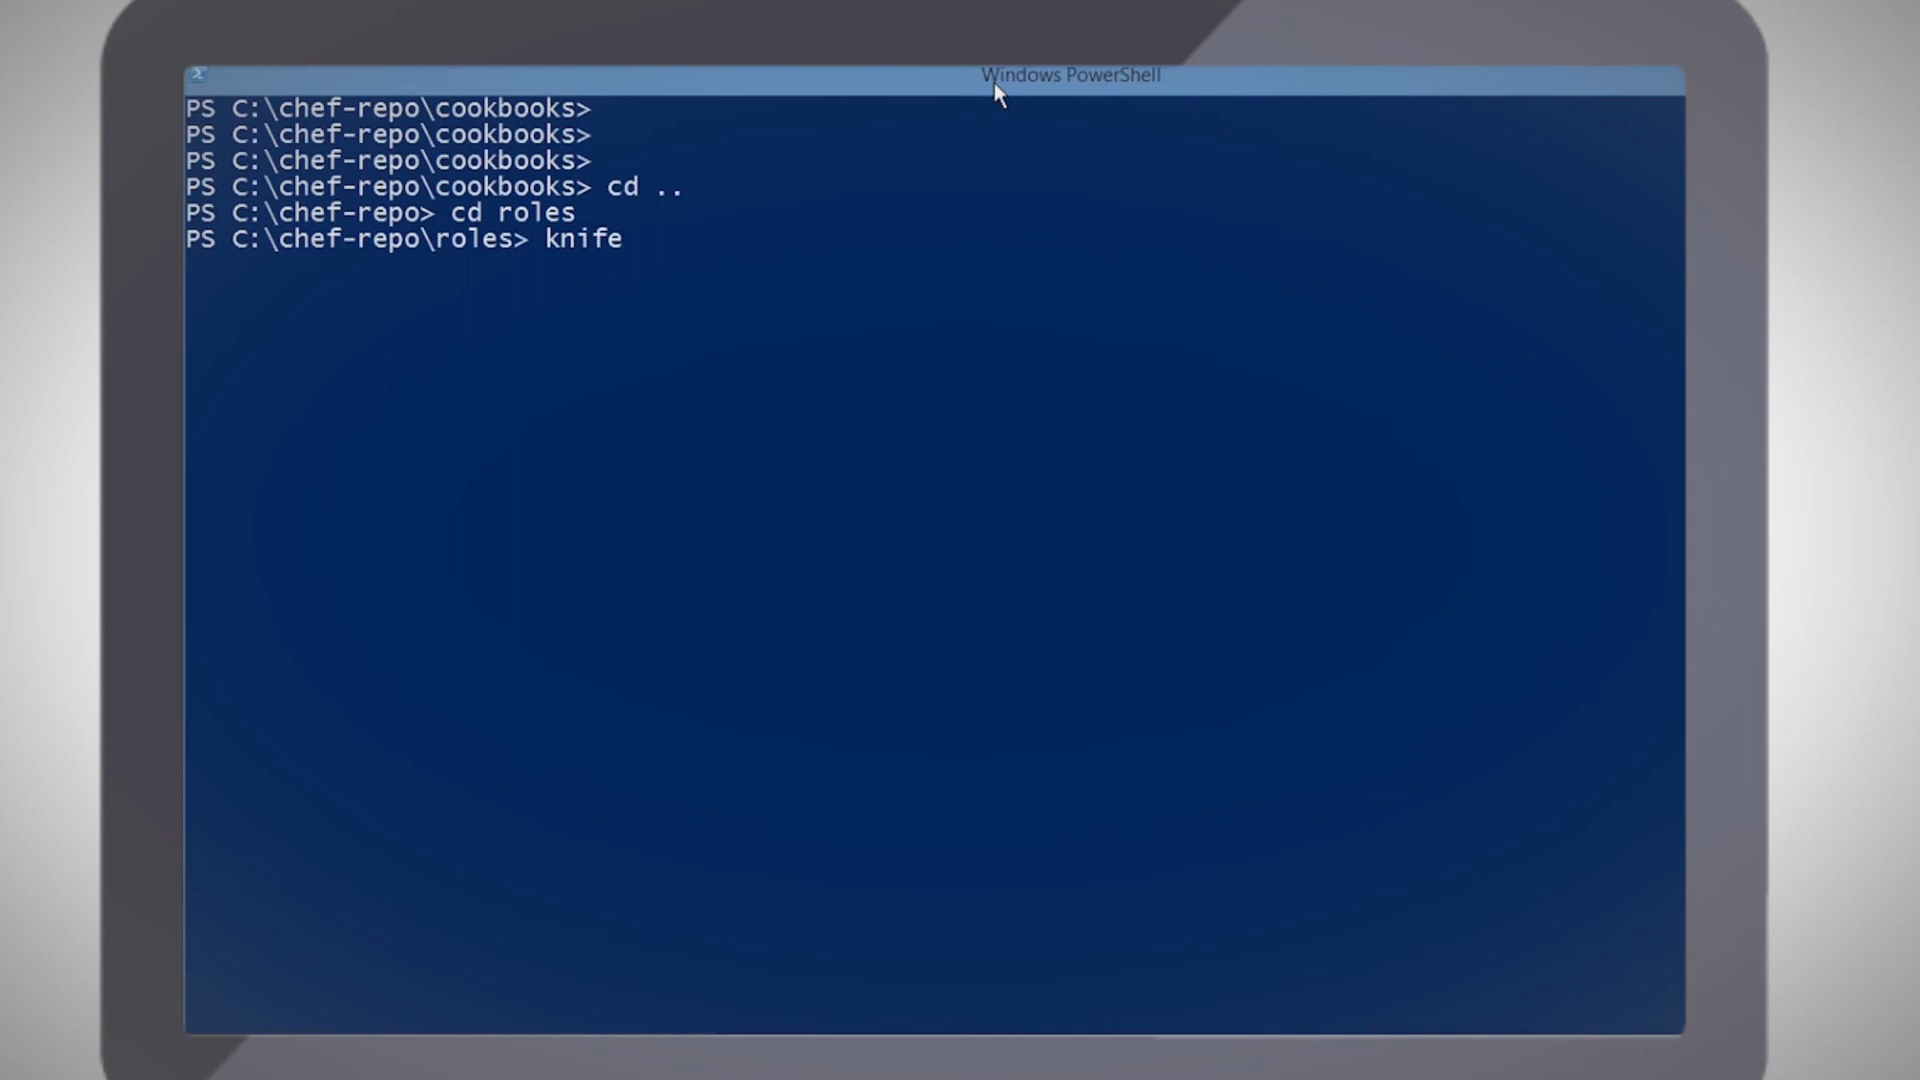 Windows PowerShell
PS C:\chef-repo\cookbooks>
PS C:\chef-repo\cookbooks>
PS C:\chef-repo\cookbooks>
PS C:\chef-repo\cookbooks> cd ..
PS C:\chef-repo> cd roles
PS C:\chef-repo\roles> knife